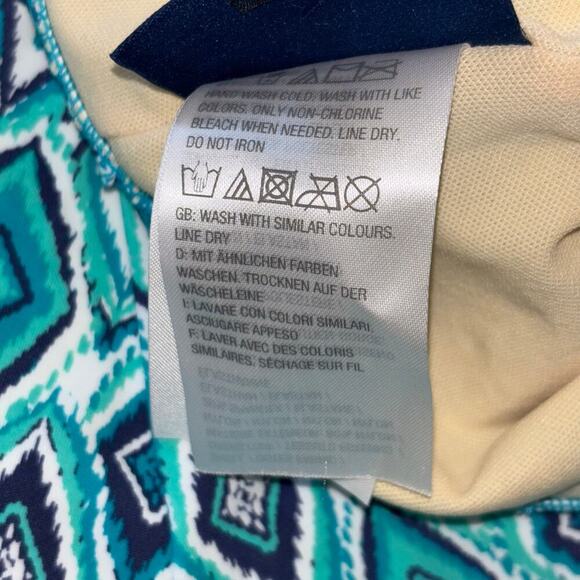 HAND WASH COLD. WASH WITH LIKE
COLORS. ONLY NON-CHLORINE
BLEACH WHEN NEEDED. LINE DRY.
DO NOT IRON
GB: WASH WITH SIMILAR COLOURS.
LINE DRY
D: MIT ÄHNLICHEN FARBEN
WASCHEN. TROCKNEN AUF DER
WÄSCHELEINE
I: LAVARE CON COLORI SIMILARI.
ASCIUGARE APPESO
F: LAVER AVEC DES COLORIS
SIMILAIRES, SÉCHAGE SUR FIL